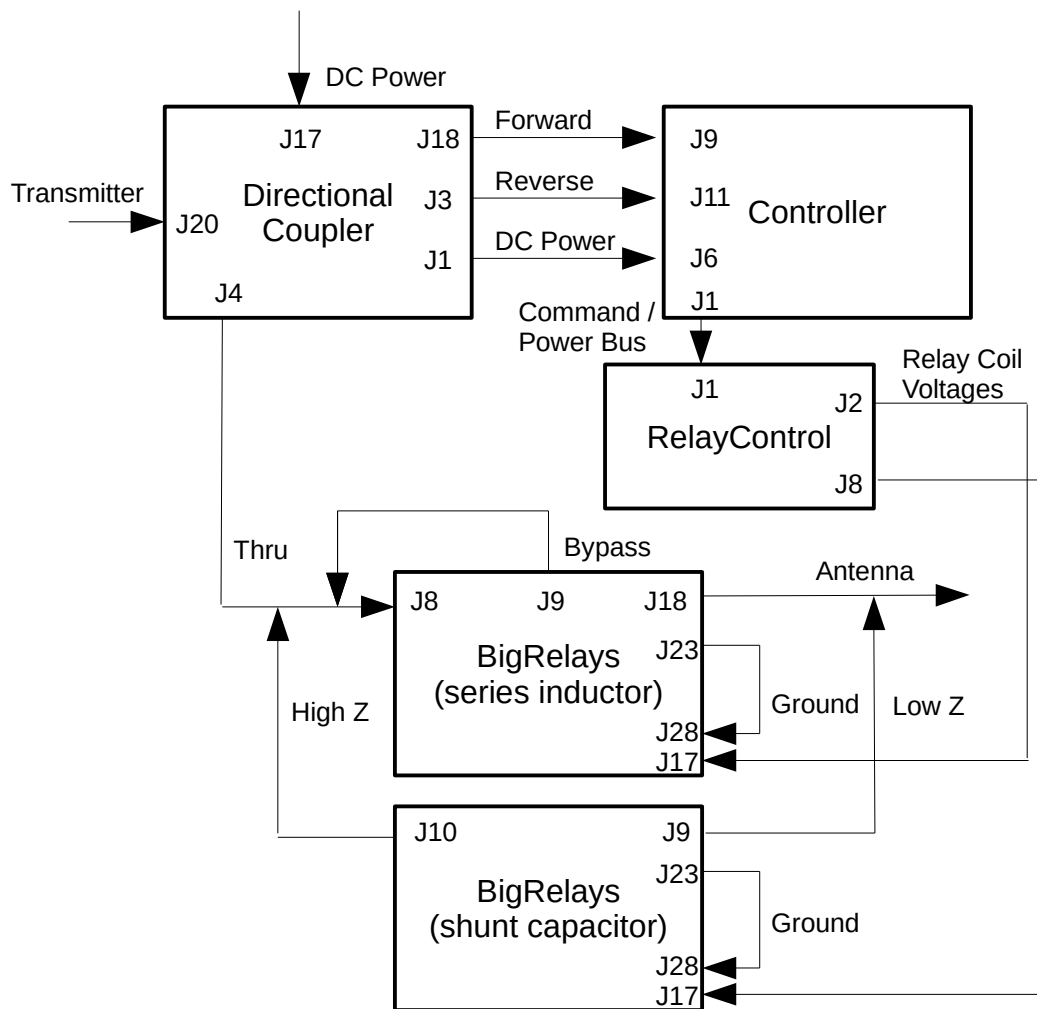 DC Power
J17
J18
Forward
J9
Transmitter
J20
Directional
Coupler
J3
Reverse
J11
Controller
J1
DC Power
J6
J4
J1
Command /
Power Bus
J1
RelayControl
J2
Relay Coil
Voltages
J8
Thru
Bypass
Antenna
J8
J9
J18
BigRelays
(series inductor)
J23
High Z
Ground
Low Z
J28
J17
J10
J9
BigRelays
(shunt capacitor)
J23
Ground
J28
J17